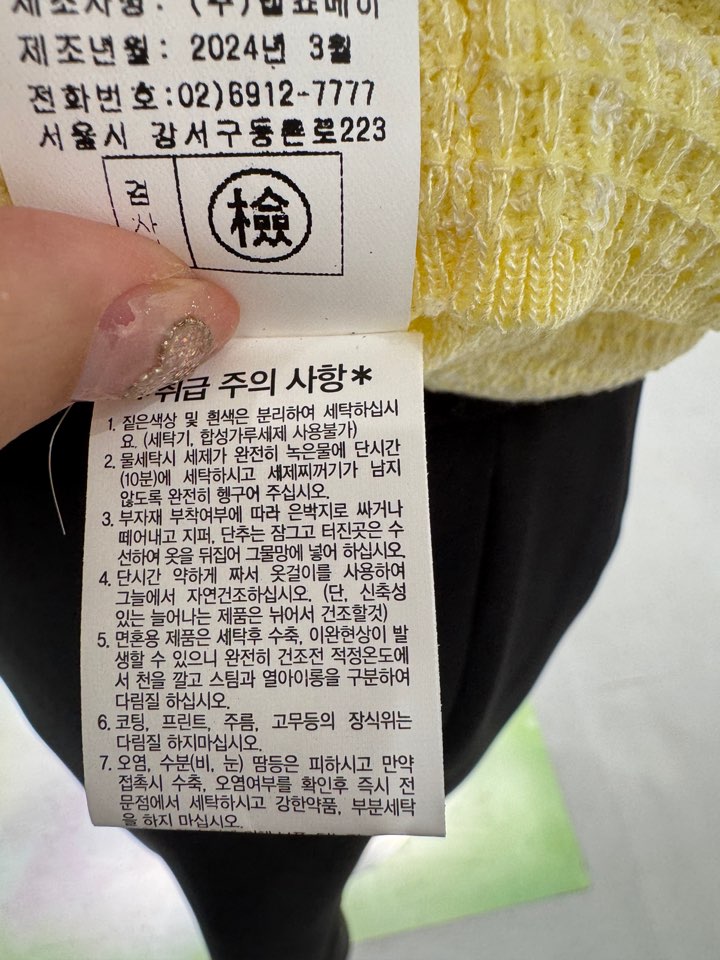 제조년월: 2024년 3월
전화번호:02)6912-7777
서울시 강서구등촌로223
검사
檢
취급 주의 사항*
1. 짙은색상 및 흰색은 분리하여 세탁하십시
요. (세탁기, 합성가루세제 사용불가)
2. 물세탁시 세제가 완전히 녹은물에 단시간
(10분)에 세탁하시고 세제찌꺼기가 남지
않도록 완전히 헹구어 주십시오.
3. 부자재 부착여부에 따라 은박지로 싸거나
떼어내고 지퍼, 단추는 잠그고 터진곳은 수
선하여 옷을 뒤집어 그물망에 넣어 하십시오.
4. 단시간 약하게 짜서 옷걸이를 사용하여
그늘에서 자연건조하십시오. (단, 신축성
있는 늘어나는 제품은 뉘어서 건조할것)
5. 면혼용 제품은 세탁후 수축, 이완현상이 발
생할 수 있으니 완전히 건조전 적정온도에
서 천을 깔고 스팀과 열아이롱을 구분하여
다림질 하십시오.
6. 코팅, 프린트, 주름, 고무등의 장식위는
다림질 하지마십시오.
7. 오염, 수분(비, 눈) 땀등은 피하시고 만약
접촉시 수축, 오염여부를 확인후 즉시 전
문점에서 세탁하시고 강한약품, 부분세탁
을 하지 마십시오.